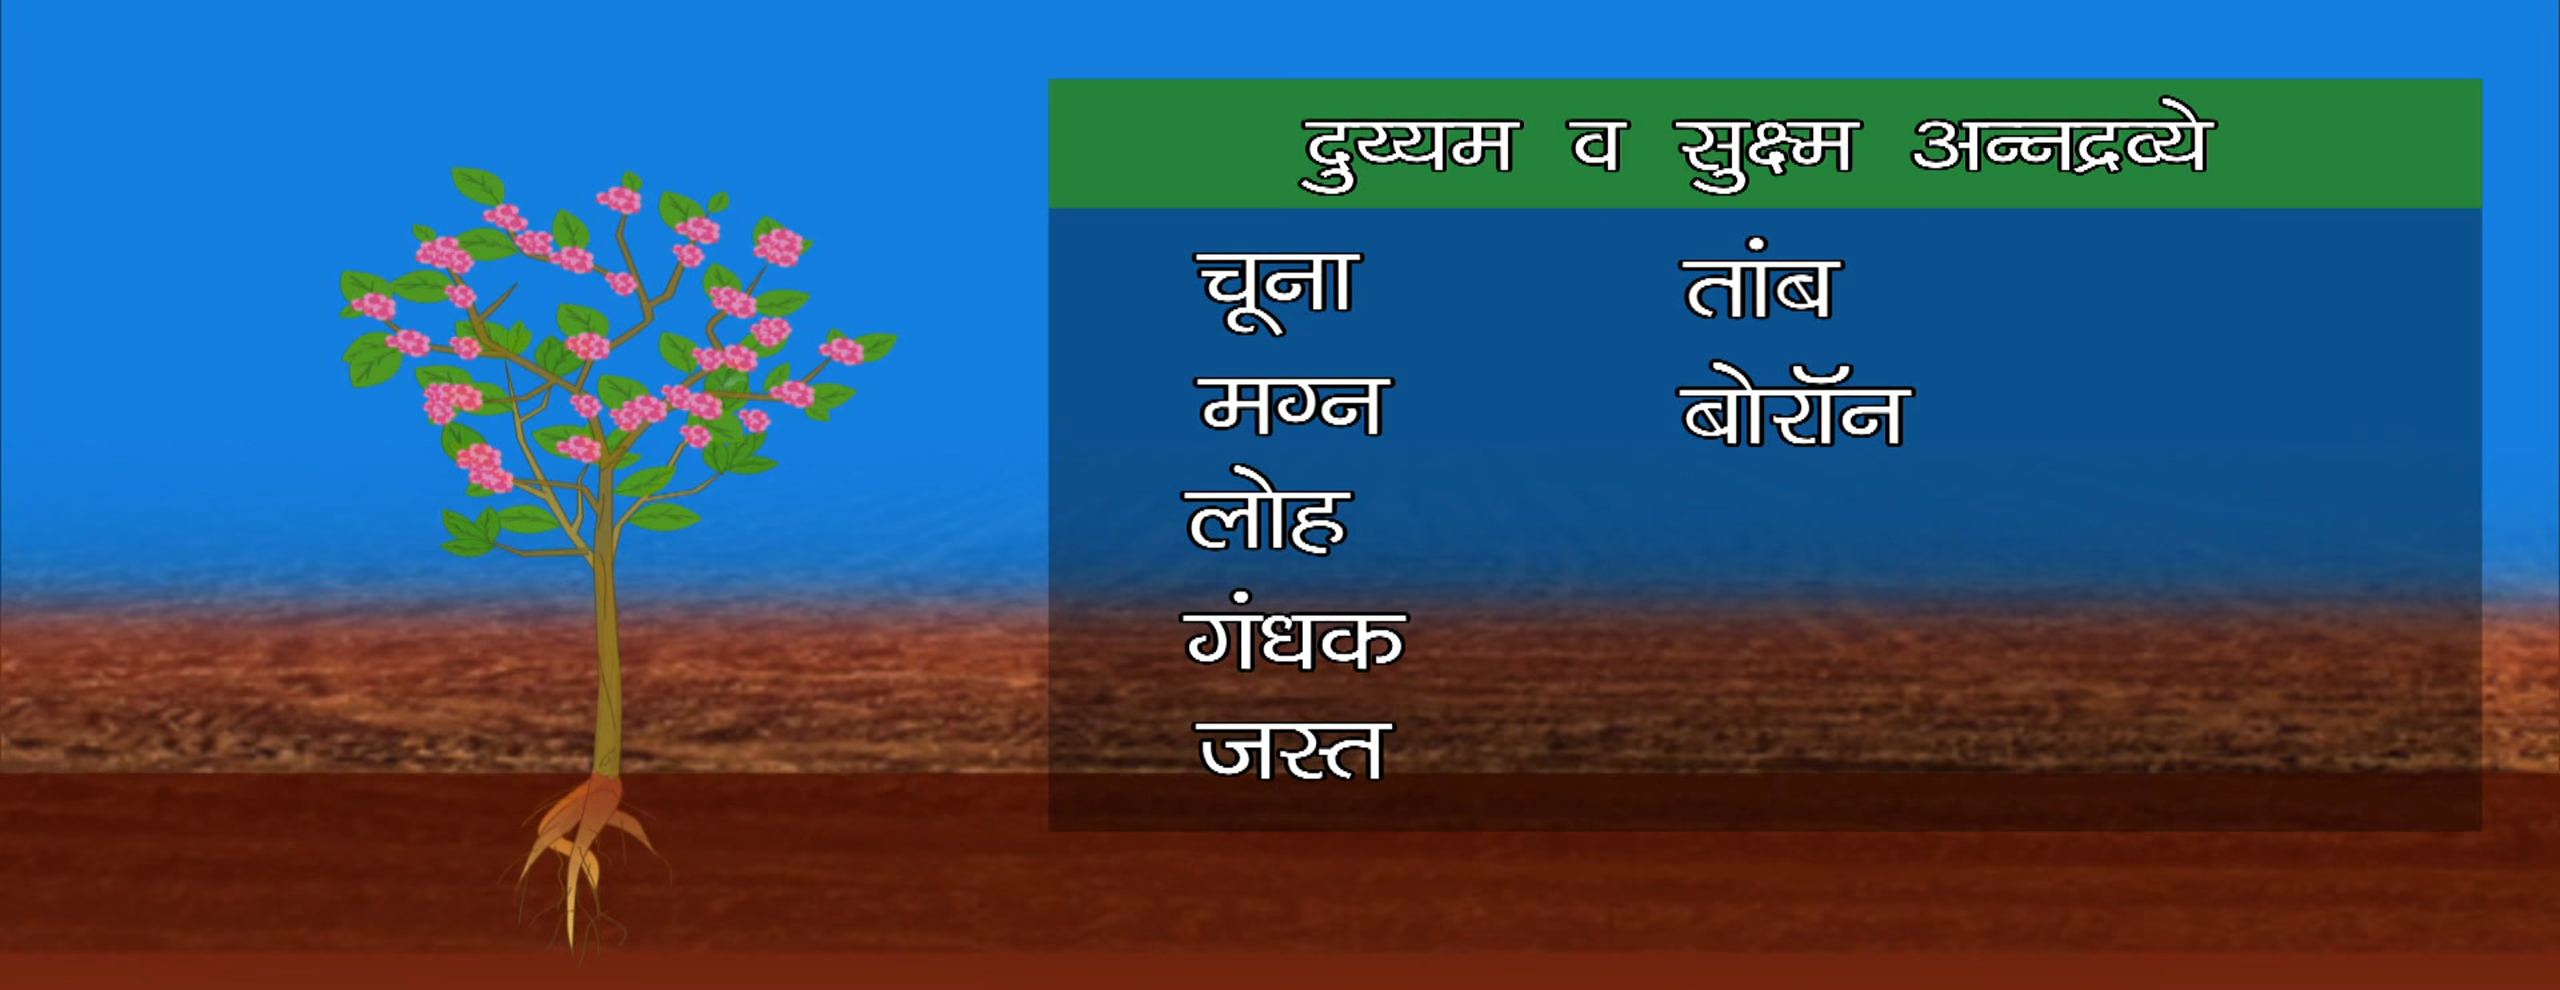 दुय्यम व सुक्ष्म अन्नद्रव्ये
चूना
मग्न
लोह
गंधक
जस्त
तांब
बोरॉन